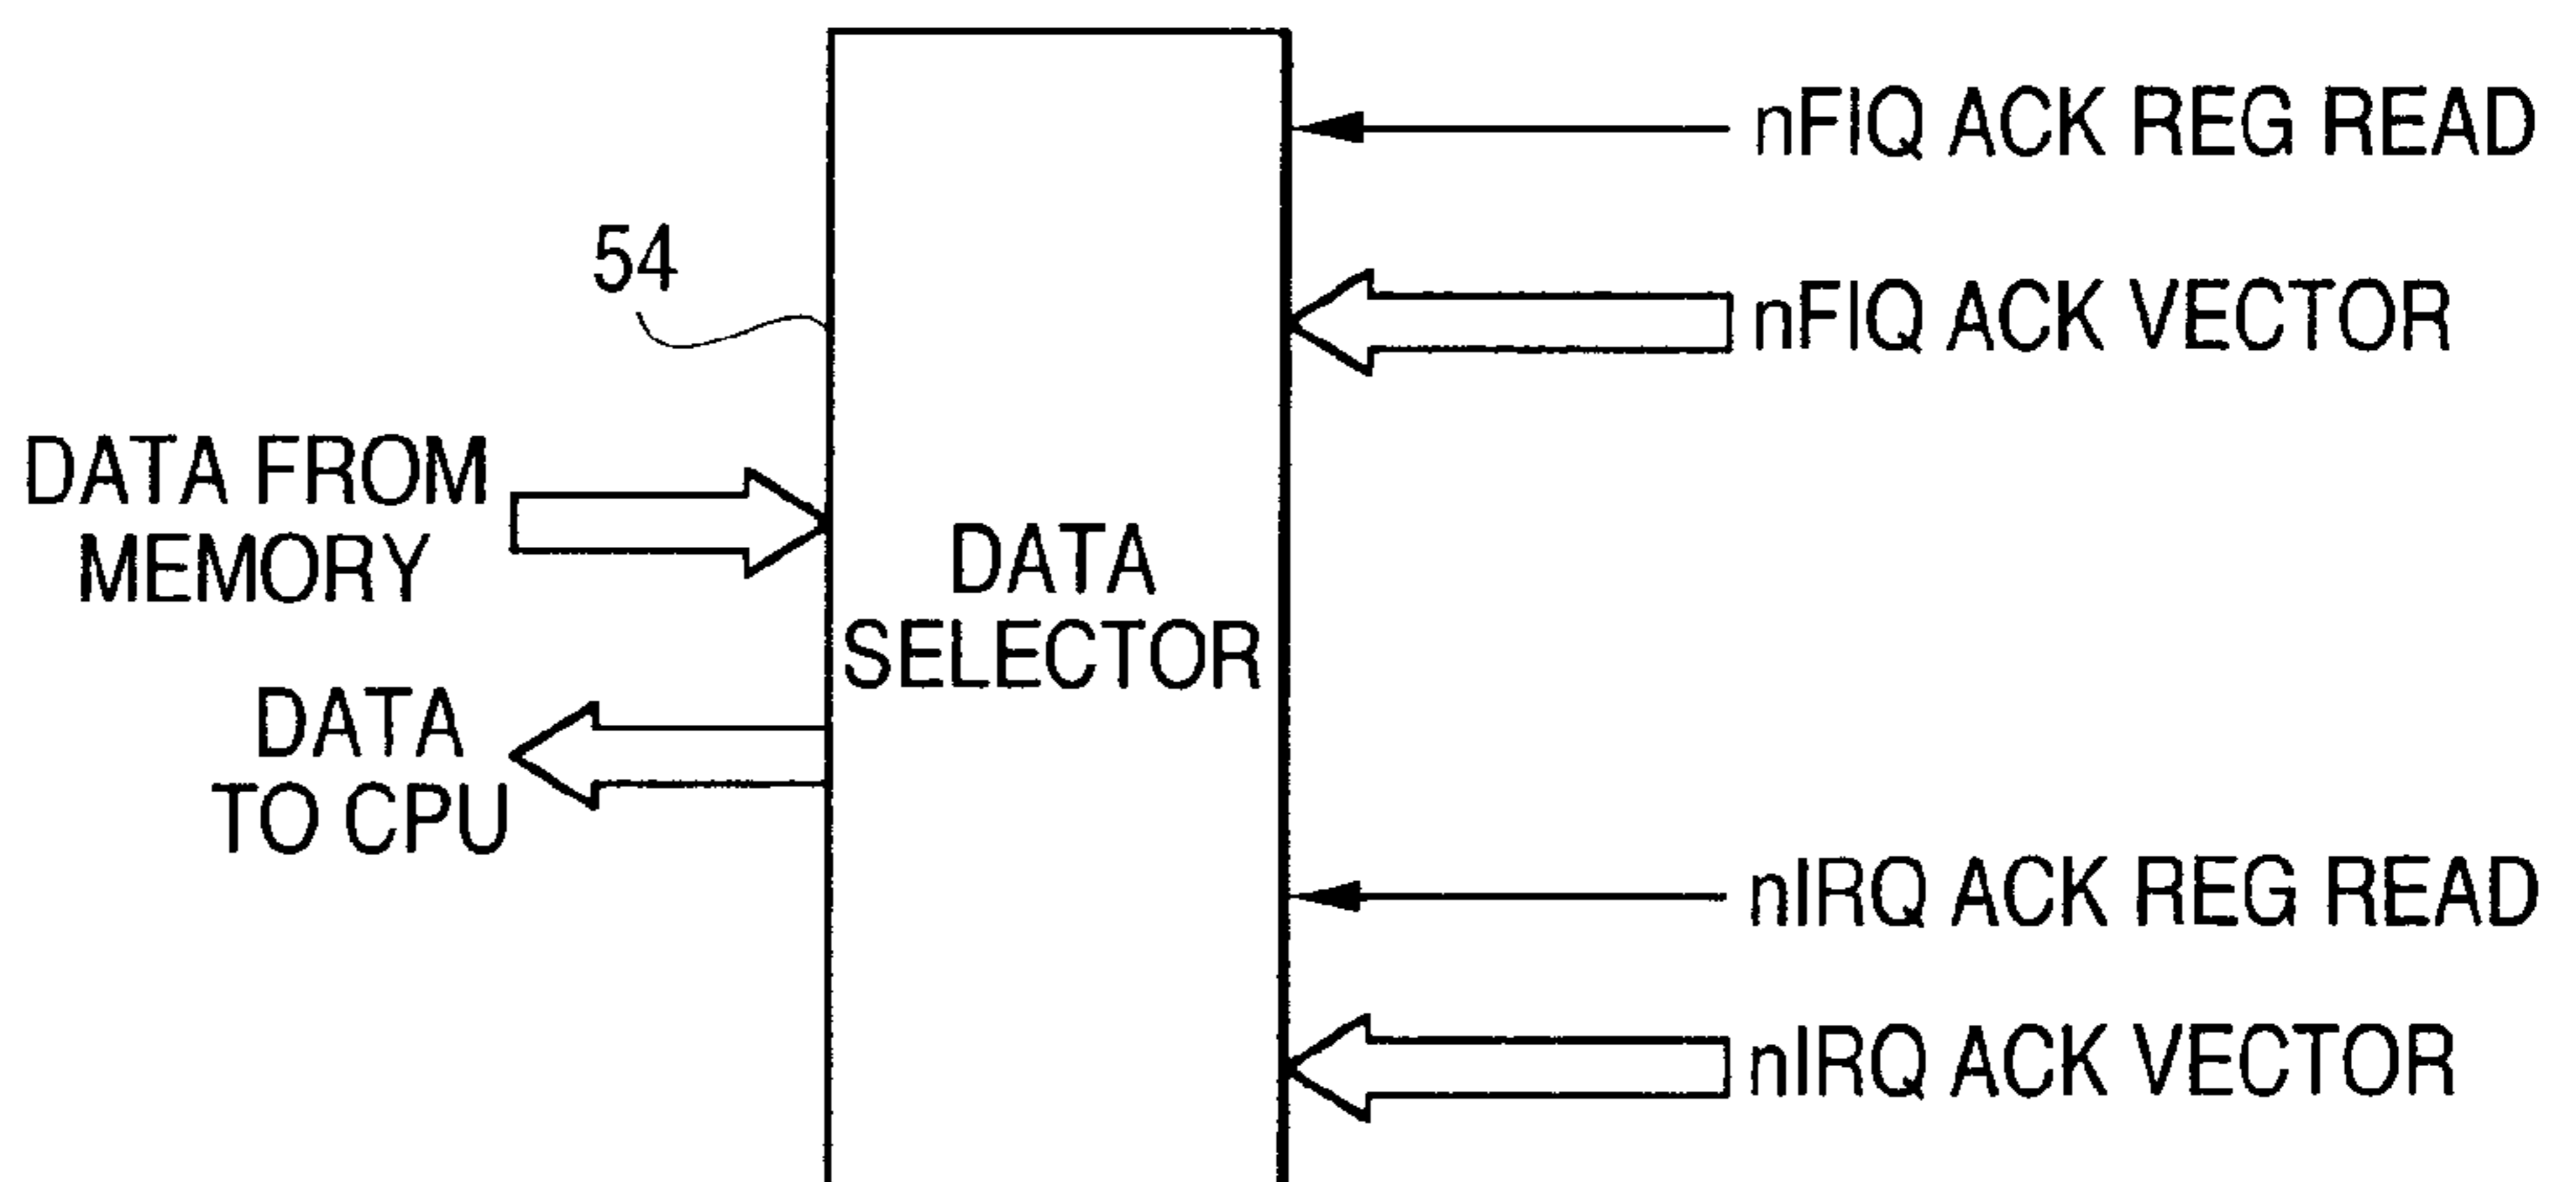 nFIQ ACK REG READ
54
nFIQ ACK VECTOR
DATA FROM
MEMORY
DATA
SELECTOR
DATA
TO CPU
nIRQ ACK REG READ
nIRQ ACK VECTOR